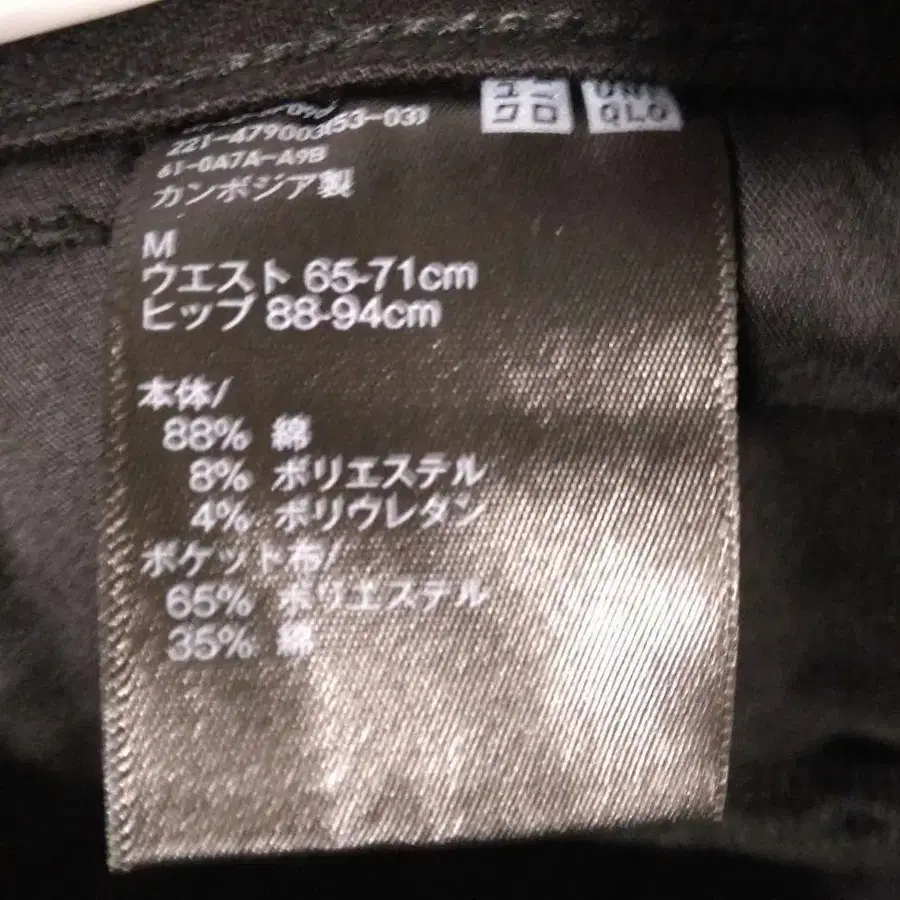 ユニ
クロ
UNI
QLO
221-479003(53-03)
61-0A7A-A9B
カンボジア製
M
ウエスト 65-71cm
ヒップ 88-94cm
本体/
88% 綿
8% ポリエステル
4% ポリウレタン
ポケット布/
65% ポリエステル
35% 綿